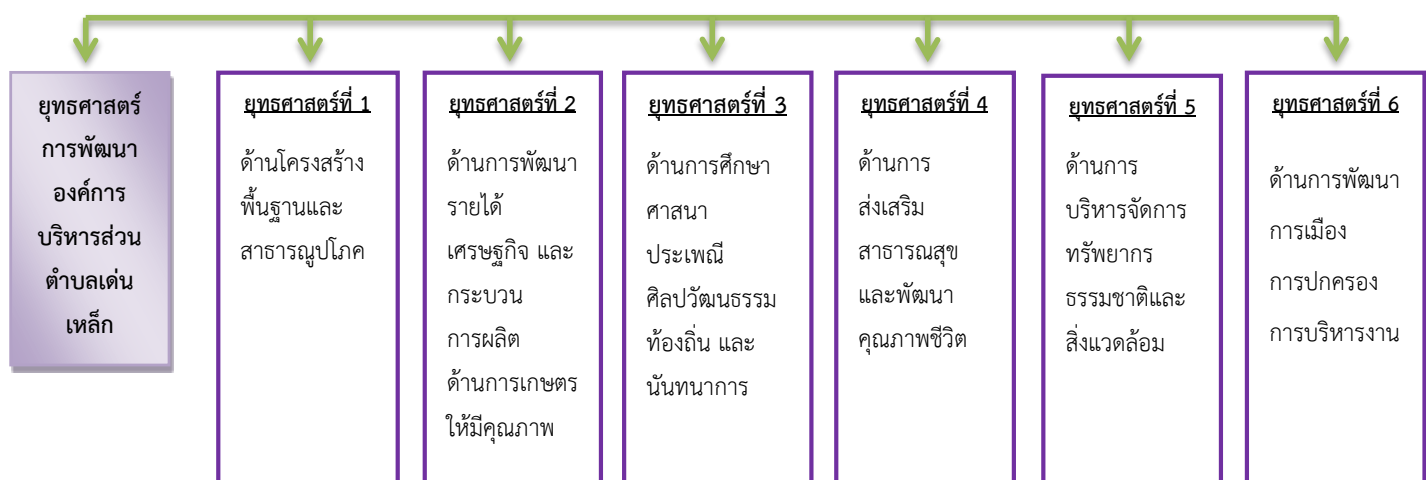 ยุทธศาสตร์
การพัฒนา
องค์การ
บริหารส่วน
ตำบลเด่น
เหล็ก
ยุทธศาสตร์ที่ 1
ด้านโครงสร้าง
พื้นฐานและ
สาธารณูปโภค
ยุทธศาสตร์ที่ 2
ด้านการพัฒนา
รายได้
เศรษฐกิจ และ
กระบวน
การผลิต
ด้านการเกษตร
ให้มีคุณภาพ
ยุทธศาสตร์ที่ 3
ด้านการศึกษา
ศาสนา
ประเพณี
ศิลปวัฒนธรรม
ท้องถิ่น และ
นันทนาการ
ยุทธศาสตร์ที่ 4
ด้านการ
ส่งเสริม
สาธารณสุข
และพัฒนา
คุณภาพชีวิต
ยุทธศาสตร์ที่ 5
ด้านการ
บริหารจัดการ
ทรัพยากร
ธรรมชาติและ
สิ่งแวดล้อม
ยุทธศาสตร์ที่ 6
ด้านการพัฒนา
การเมือง
การปกครอง
การบริหารงาน